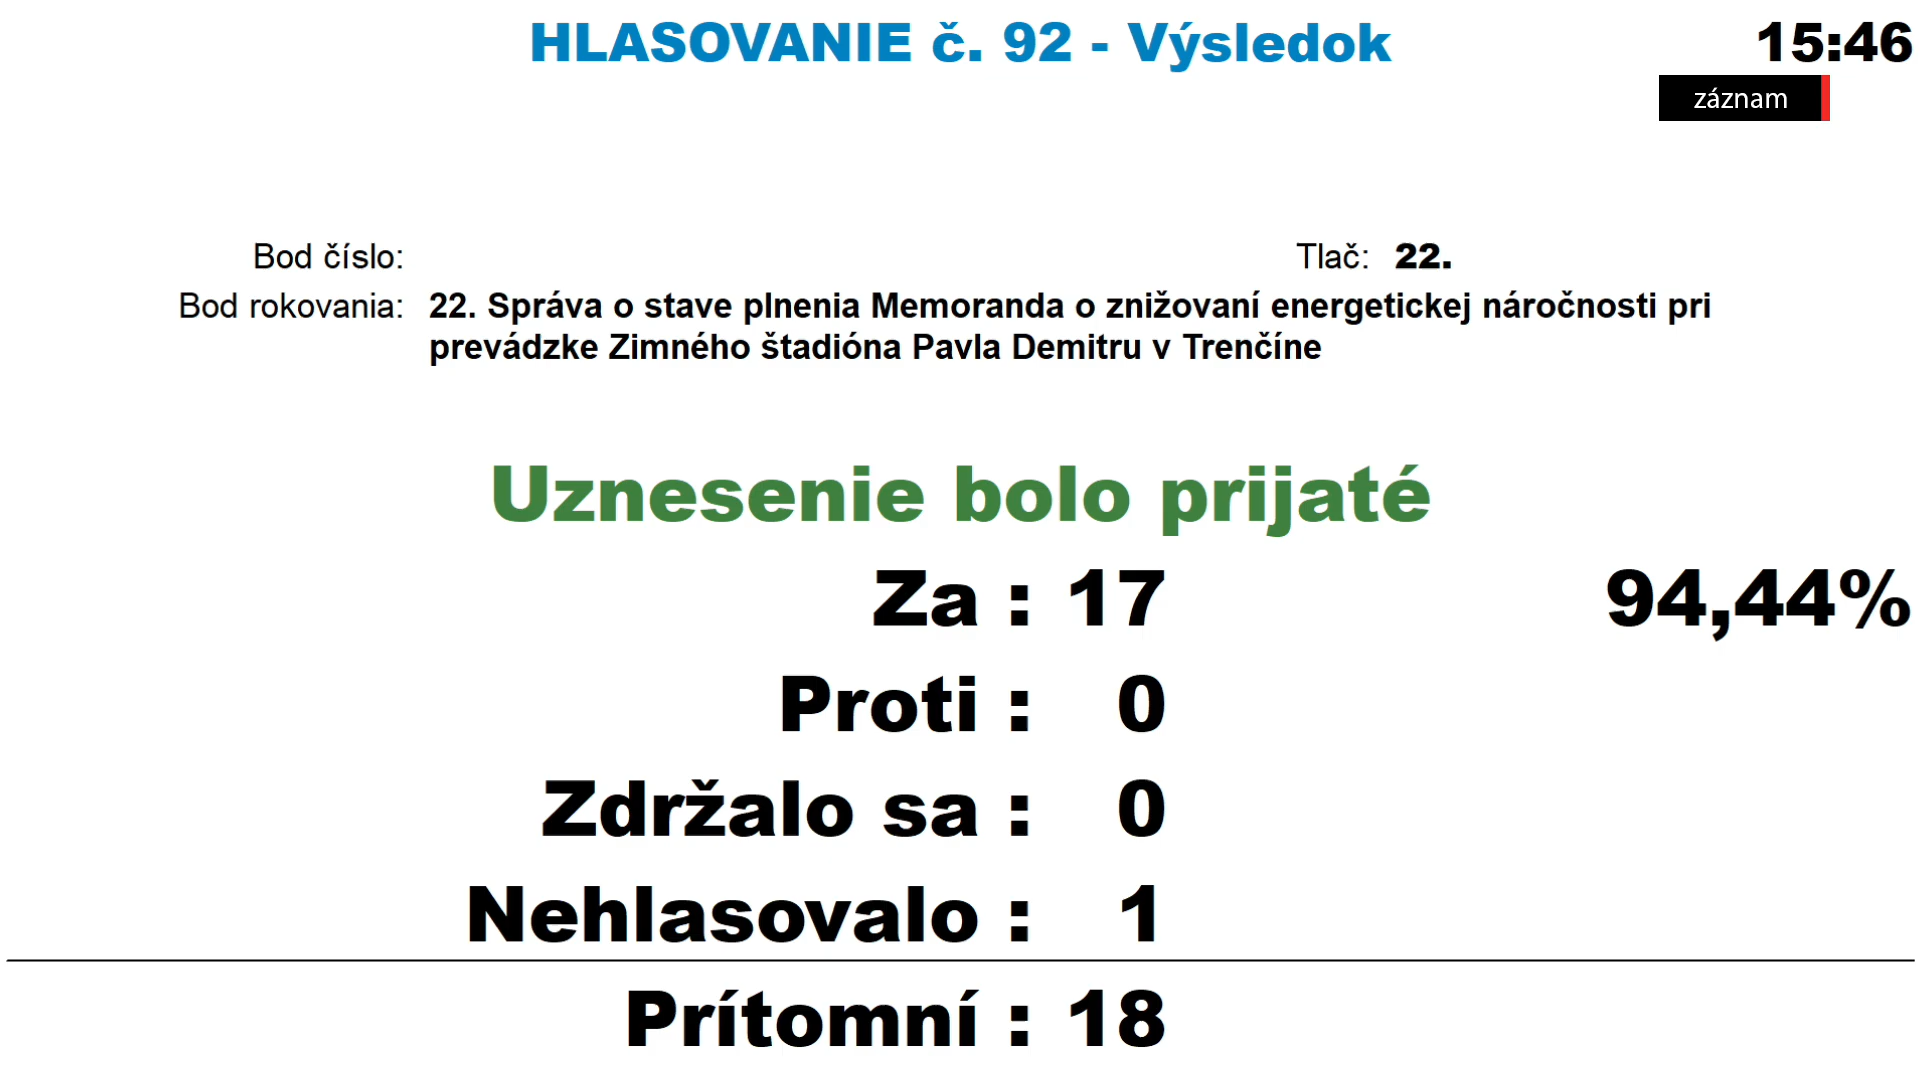 HLASOVANIE č. 92 - Výsledok
15:46
záznam
Bod číslo:
Tlač: 22.
Bod rokovania: 22. Správa o stave plnenia Memoranda o znižovaní energetickej náročnosti pri
prevádzke Zimného štadióna Pavla Demitru v Trenčíne
Uznesenie bolo prijaté
Za : 17 94,44%
Proti : 0
Zdržalo sa : 0
Nehlasovalo : 1
Prítomní : 18